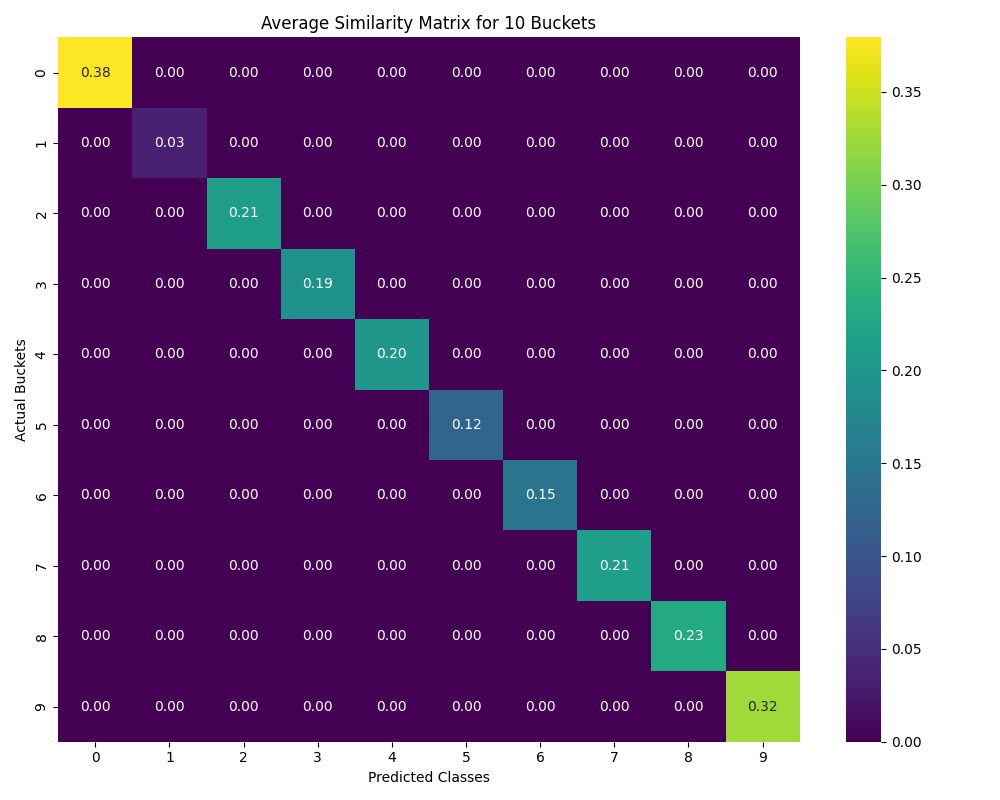 Average Similarity Matrix for 10 Buckets
0 0.38 0.00 0.00 0.00 0.00 0.00 0.00 0.00 0.00 0.00
1 0.00 0.03 0.00 0.00 0.00 0.00 0.00 0.00 0.00 0.00
2 0.00 0.00 0.21 0.00 0.00 0.00 0.00 0.00 0.00 0.00
3 0.00 0.00 0.00 0.19 0.00 0.00 0.00 0.00 0.00 0.00
4 0.00 0.00 0.00 0.00 0.20 0.00 0.00 0.00 0.00 0.00
5 0.00 0.00 0.00 0.00 0.00 0.12 0.00 0.00 0.00 0.00
6 0.00 0.00 0.00 0.00 0.00 0.00 0.15 0.00 0.00 0.00
7 0.00 0.00 0.00 0.00 0.00 0.00 0.00 0.21 0.00 0.00
8 0.00 0.00 0.00 0.00 0.00 0.00 0.00 0.00 0.23 0.00
9 0.00 0.00 0.00 0.00 0.00 0.00 0.00 0.00 0.00 0.32
0 1 2 3 4 5 6 7 8 9
Predicted Classes
Actual Buckets
0.35
0.30
0.25
0.20
0.15
0.10
0.05
0.00